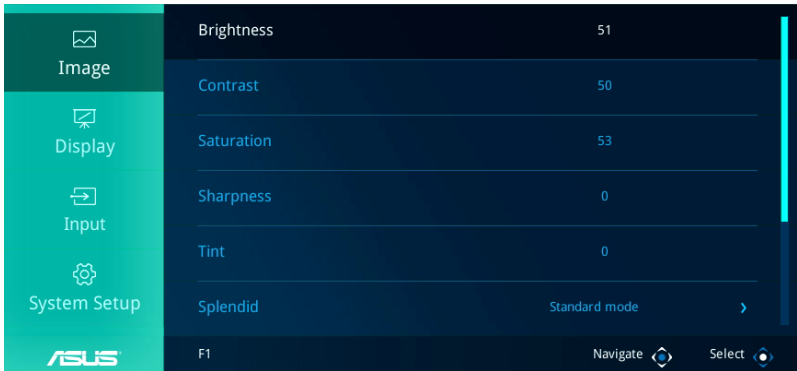 Image
Display
Input
System Setup
ASUS
Brightness 51
Contrast 50
Saturation 53
Sharpness 0
Tint 0
Splendid Standard mode
F1 Navigate Select